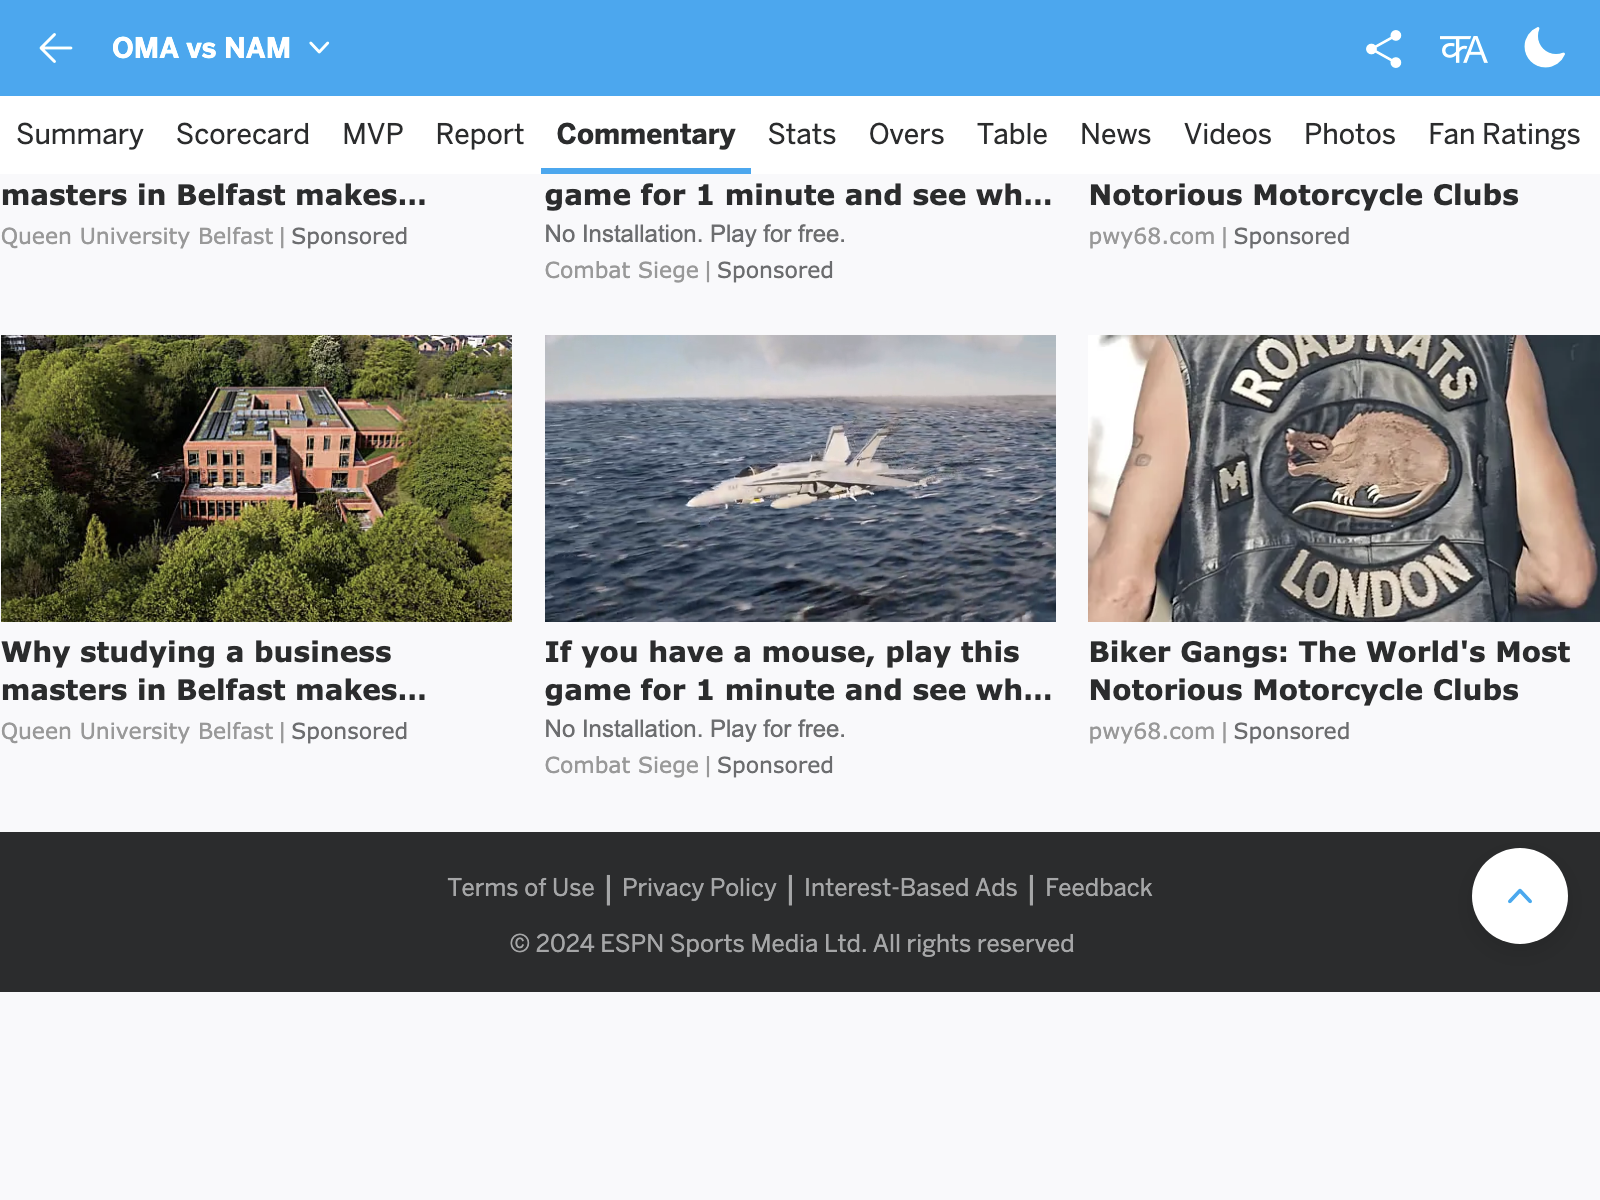 OMA vs NAM
कA
Summary Scorecard MVP Report Commentary Stats Overs Table News Videos Photos Fan Ratings
masters in Belfast makes...
Queen University Belfast | Sponsored
game for 1 minute and see wh...
No Installation. Play for free.
Combat Siege | Sponsored
Notorious Motorcycle Clubs
pwy68.com | Sponsored
ROADRATS
M
LONDON
Why studying a business
masters in Belfast makes...
Queen University Belfast | Sponsored
If you have a mouse, play this
game for 1 minute and see wh...
No Installation. Play for free.
Combat Siege | Sponsored
Biker Gangs: The World's Most
Notorious Motorcycle Clubs
pwy68.com | Sponsored
Terms of Use | Privacy Policy | Interest-Based Ads | Feedback
© 2024 ESPN Sports Media Ltd. All rights reserved